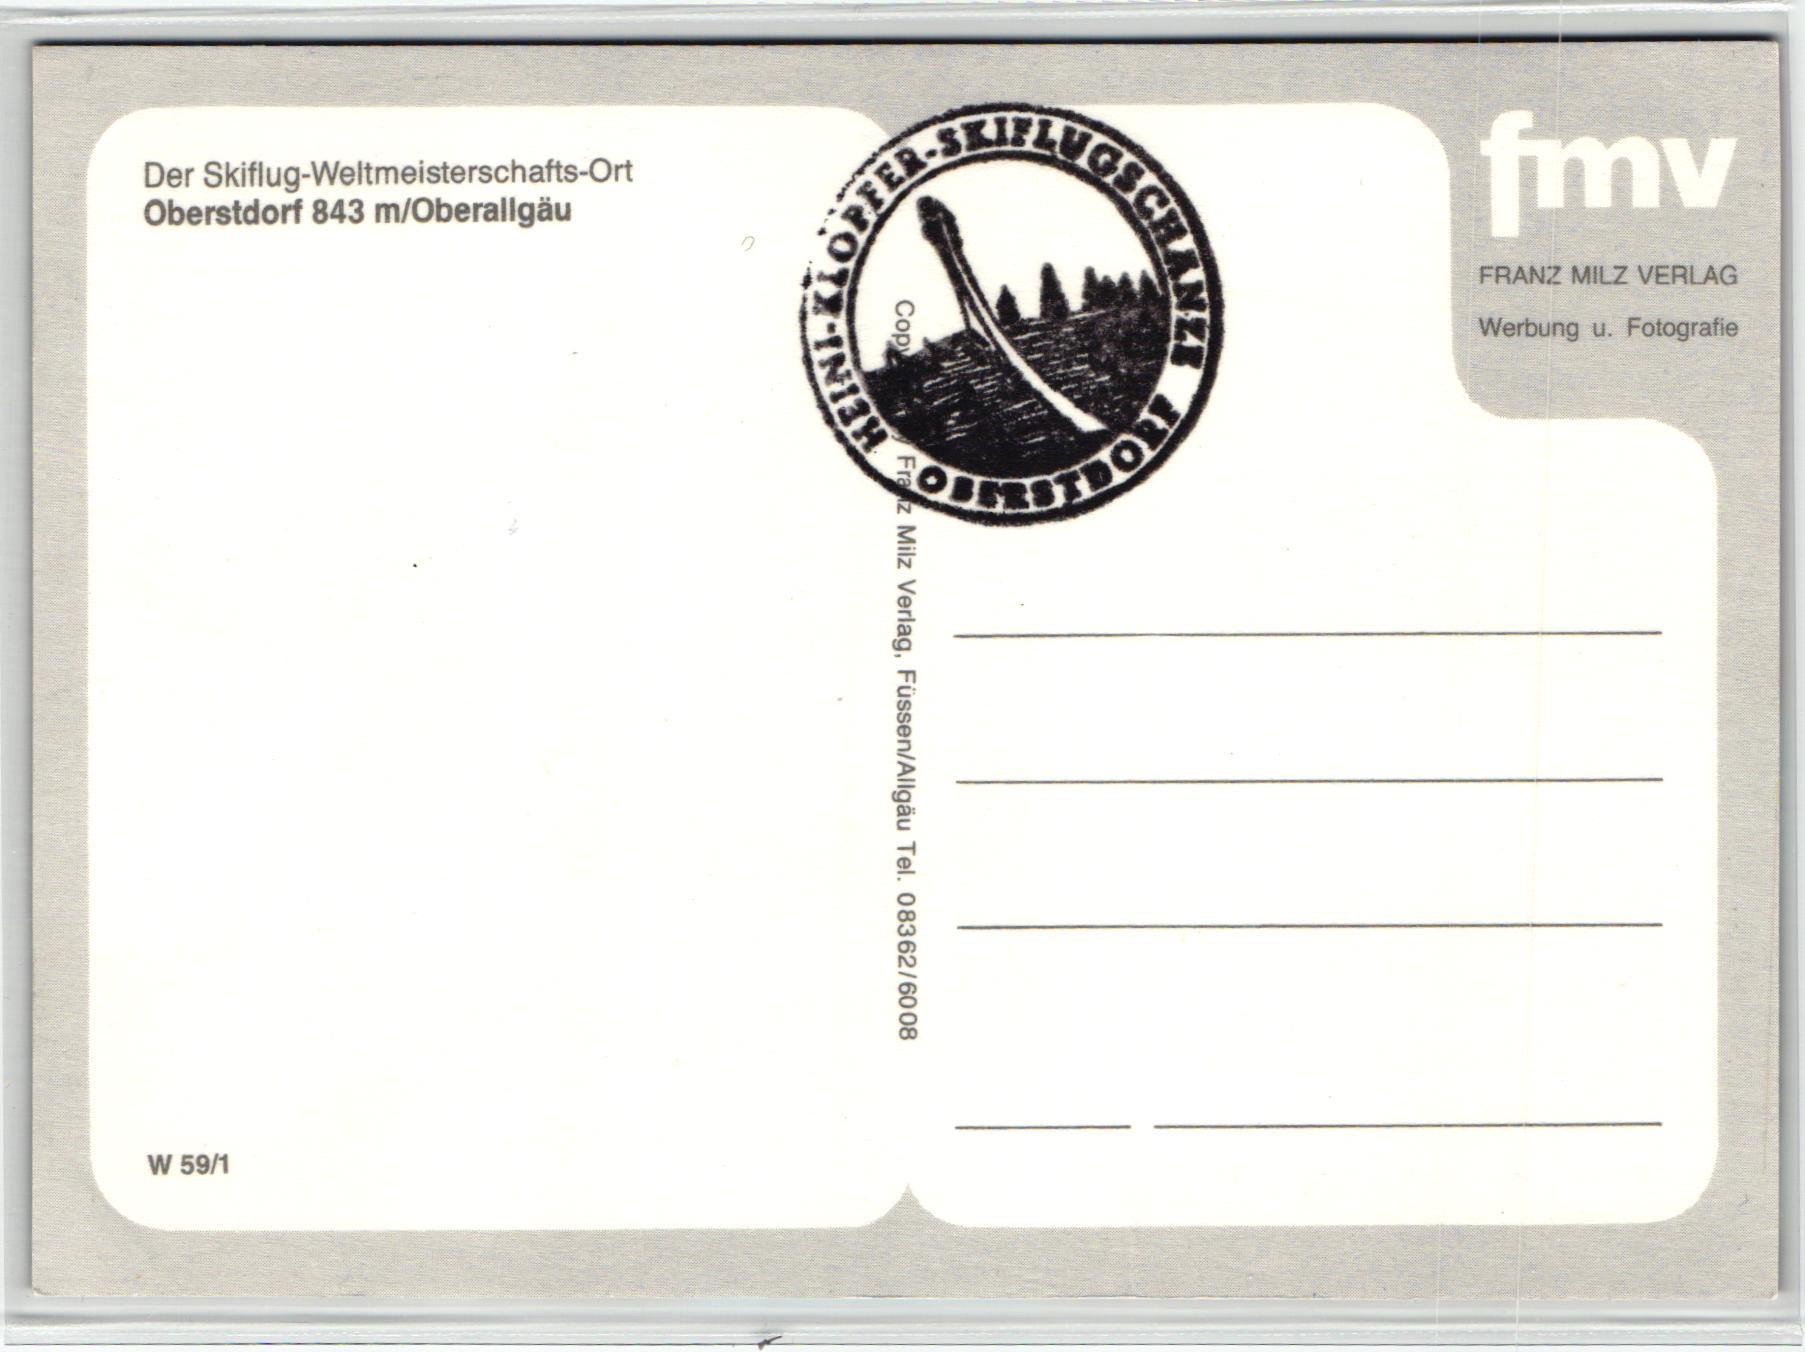 Der Skiflug-Weltmeisterschafts-Ort
Oberstdorf 843 m/Oberallgäu
HEINI-KLOPFER-SKIFLUGSCHANZE
OBERSTDORF
fmv
FRANZ MILZ VERLAG
Werbung u. Fotografie
Franz Milz Verlag, Füssen/Allgäu Tel. 08362/6008
W 59/1